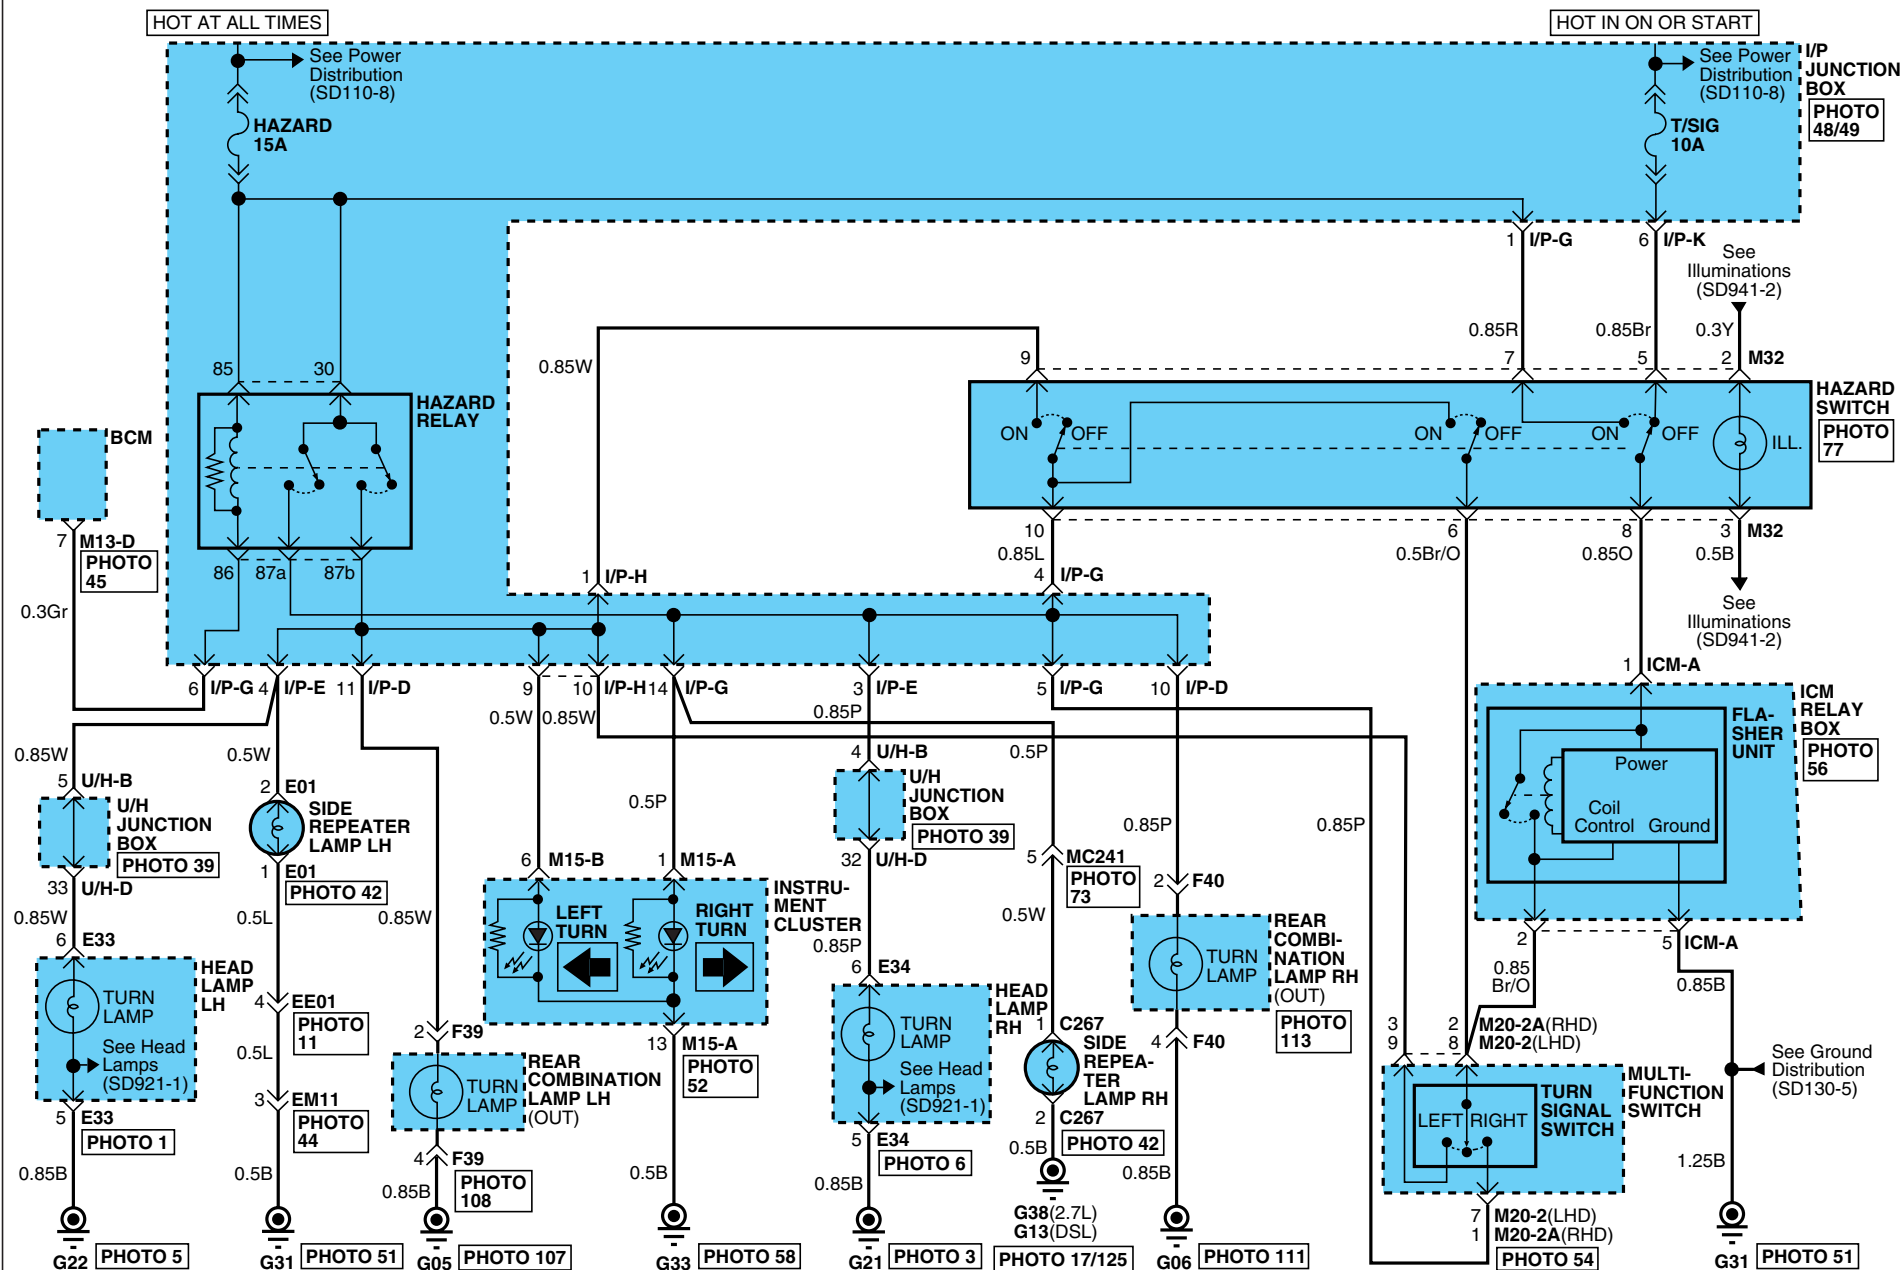 HOT AT ALL TIMES
HOT IN ON OR START
See Power
Distribution
(SD110-8)
HAZARD
15A
See Power
Distribution
(SD110-8)
T/SIG
10A
I/P
JUNCTION
BOX
PHOTO
48/49
1 I/P-G
6 I/P-K
See
Illuminations
(SD941-2)
0.85R
0.85Br
0.3Y
0.85W
85
30
9
7
5
2
M32
HAZARD
RELAY
HAZARD
SWITCH
PHOTO
77
ON
OFF
ON
OFF
ON
OFF
ILL.
BCM
7
M13-D
PHOTO
45
0.3Gr
86
87a
87b
10
6
8
3
M32
0.85L
0.5Br/O
0.85O
0.5B
1 I/P-H
4 I/P-G
See
Illuminations
(SD941-2)
6 I/P-G
4 I/P-E
11 I/P-D
9
10 I/P-H
14 I/P-G
3 I/P-E
5 I/P-G
10 I/P-D
1 ICM-A
ICM
RELAY
BOX
PHOTO
56
FLA-
SHER
UNIT
Power
Coil
Control
Ground
0.5W
0.85W
0.85P
0.85W
0.5W
0.5P
5 U/H-B
U/H
JUNCTION
BOX
PHOTO 39
33 U/H-D
0.85W
2 E01
SIDE
REPEATER
LAMP LH
1 E01
PHOTO 42
0.5L
0.85W
0.5P
4 U/H-B
U/H
JUNCTION
BOX
PHOTO 39
32 U/H-D
0.85P
0.85P
0.85P
6 M15-B
1 M15-A
LEFT
TURN
RIGHT
TURN
INSTRU-
MENT
CLUSTER
5 MC241
PHOTO
73
0.5W
2 F40
REAR
COMBI-
NATION
LAMP RH
(OUT)
PHOTO
113
TURN
LAMP
4 F40
2
5 ICM-A
0.85
Br/O
0.85B
6 E33
HEAD
LAMP
LH
TURN
LAMP
See Head
Lamps
(SD921-1)
5 E33
PHOTO 1
0.85B
4 EE01
PHOTO
11
0.5L
3 EM11
PHOTO
44
0.5B
2 F39
REAR
COMBINATION
LAMP LH
(OUT)
TURN
LAMP
4 F39
PHOTO
108
0.85B
13 M15-A
PHOTO
52
0.5B
6 E34
HEAD
LAMP
RH
TURN
LAMP
See Head
Lamps
(SD921-1)
5 E34
PHOTO 6
0.85B
1 C267
SIDE
REPEA-
TER
LAMP RH
2 C267
PHOTO 42
0.5B
0.85B
3
9
2 M20-2A(RHD)
8 M20-2(LHD)
MULTI-
FUNCTION
SWITCH
TURN
SIGNAL
SWITCH
LEFT RIGHT
See Ground
Distribution
(SD130-5)
1.25B
7 M20-2(LHD)
1 M20-2A(RHD)
PHOTO 54
G22
PHOTO 5
G31
PHOTO 51
G05
PHOTO 107
G33
PHOTO 58
G21
PHOTO 3
G38(2.7L)
G13(DSL)
PHOTO 17/125
G06
PHOTO 111
G31
PHOTO 51